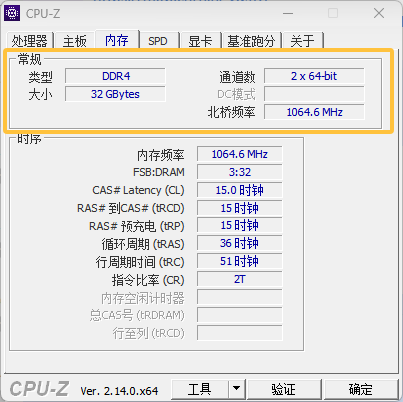 CPU-Z
处理器 主板 内存 SPD 显卡 基准跑分 关于
常规
类型 DDR4 通道数 2 x 64-bit
大小 32 GBytes DC模式
北桥频率 1064.6 MHz
时序
内存频率 1064.6 MHz
FSB:DRAM 3:32
CAS# Latency (CL) 15.0 时钟
RAS# 到CAS# (tRCD) 15 时钟
RAS# 预充电 (tRP) 15 时钟
循环周期 (tRAS) 36 时钟
行周期时间 (tRC) 51 时钟
指令比率 (CR) 2T
内存空闲计时器
总CAS号 (tRDRAM)
行至列 (tRCD)
CPU-Z Ver. 2.14.0.x64 工具 验证 确定